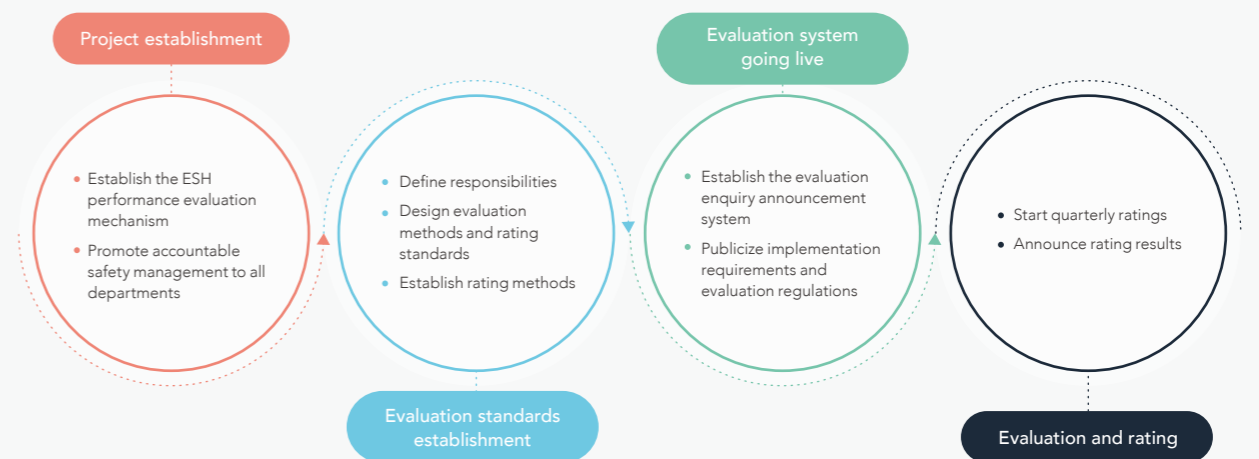 Project establishment
• Establish the ESH
performance evaluation
mechanism
• Promote accountable
safety management to all
departments
• Define responsibilities
• Design evaluation
methods and rating
standards
• Establish rating methods
Evaluation standards
establishment
Evaluation system
going live
• Establish the evaluation
enquiry announcement
system
• Publicize implementation
requirements and
evaluation regulations
• Start quarterly ratings
• Announce rating results
Evaluation and rating